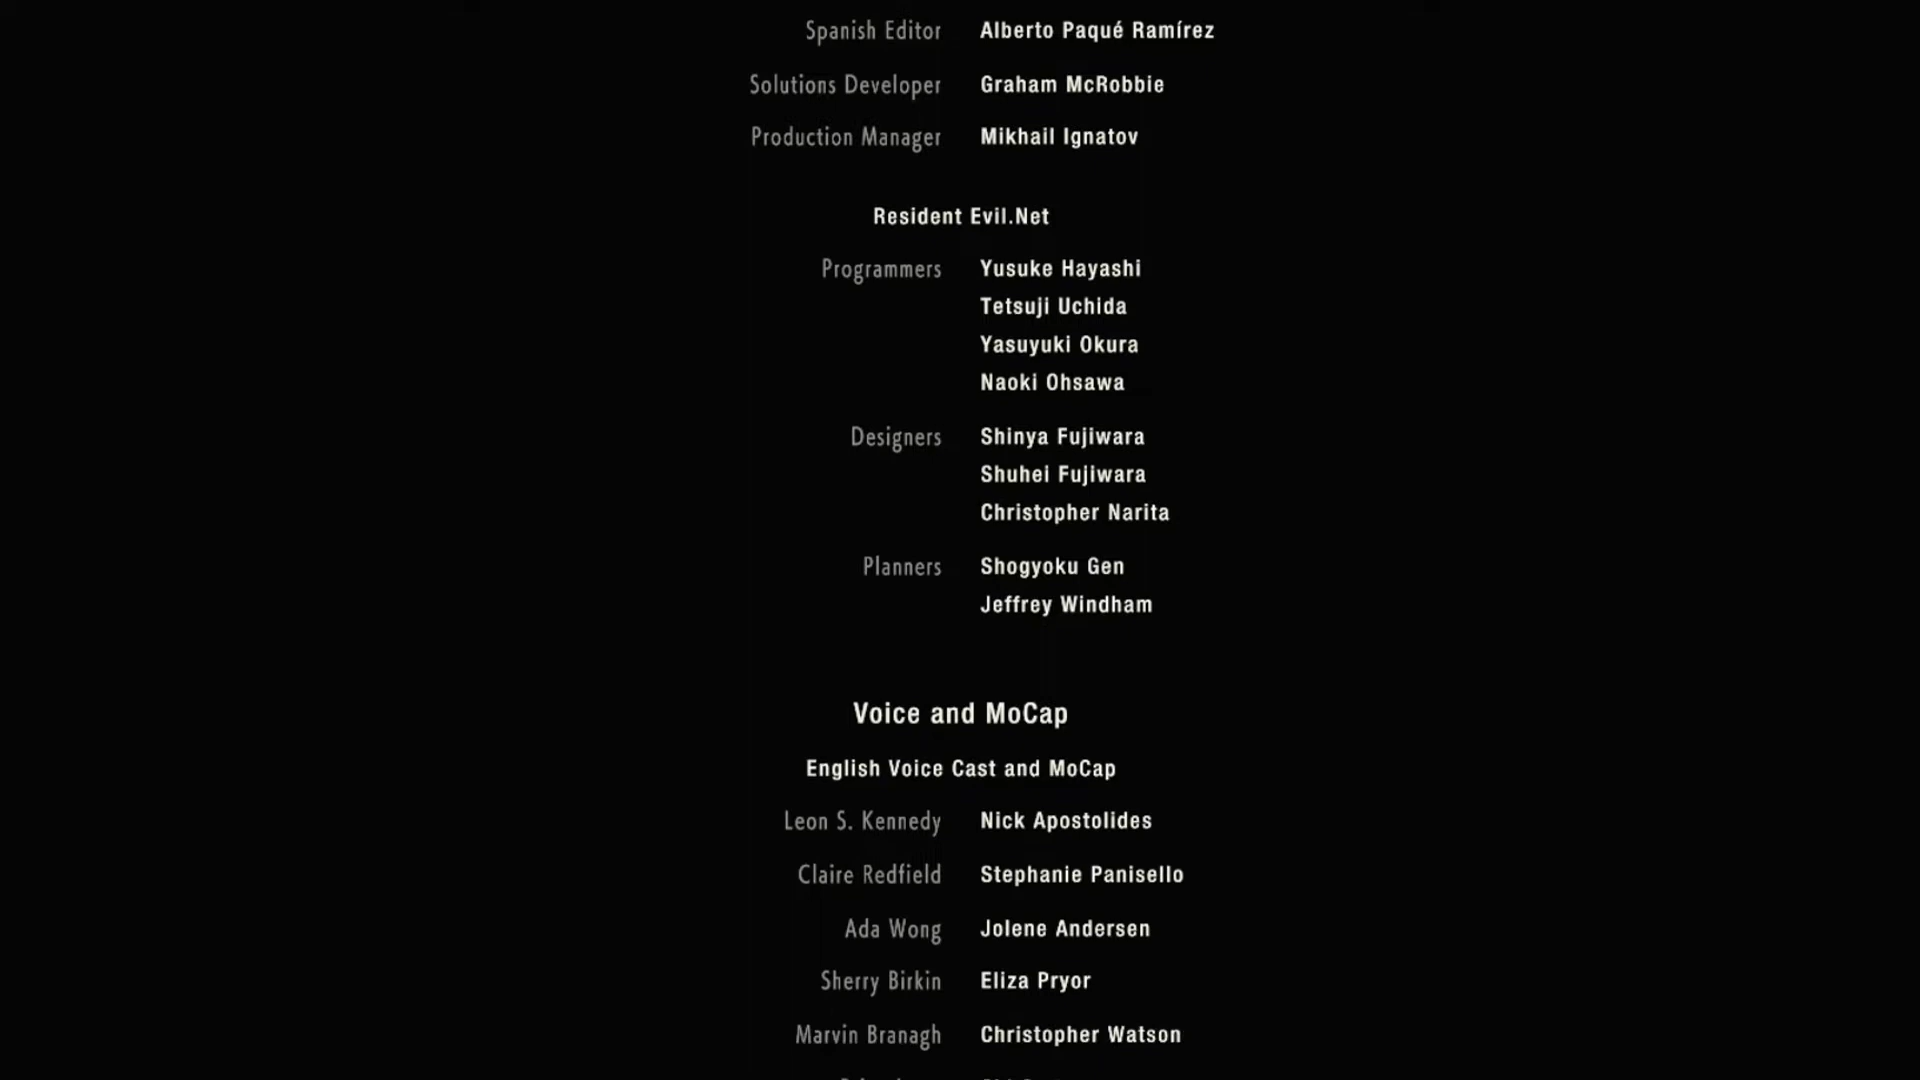 Spanish Editor Alberto Paqué Ramírez
Solutions Developer Graham McRobbie
Production Manager Mikhail Ignatov
Resident Evil.Net
Programmers Yusuke Hayashi
Tetsuji Uchida
Yasuyuki Okura
Naoki Ohsawa
Designers Shinya Fujiwara
Shuhei Fujiwara
Christopher Narita
Planners Shogyoku Gen
Jeffrey Windham
Voice and MoCap
English Voice Cast and MoCap
Leon S. Kennedy Nick Apostolides
Claire Redfield Stephanie Panisello
Ada Wong Jolene Andersen
Sherry Birkin Eliza Pryor
Marvin Branagh Christopher Watson